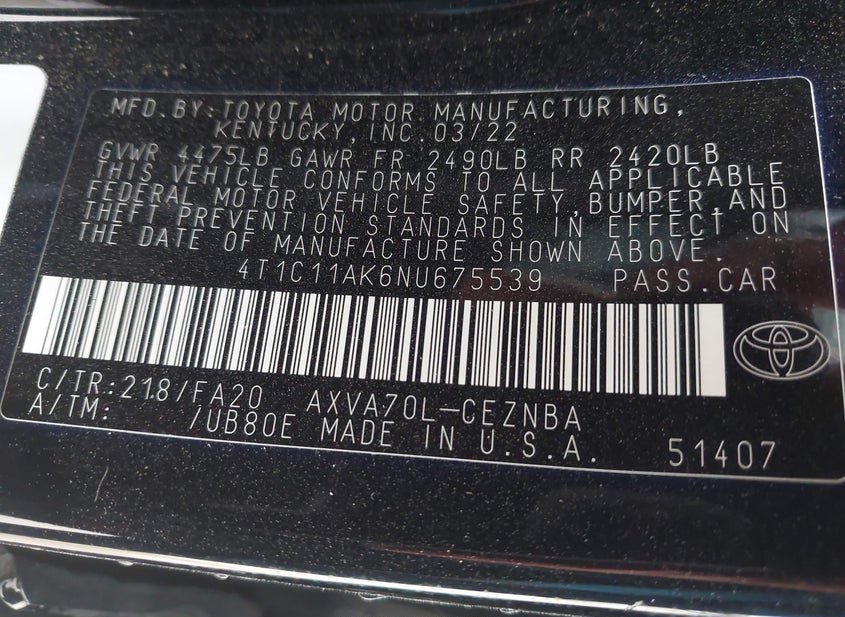 MFD. BY: TOYOTA MOTOR MANUFACTURING,
KENTUCKY, INC. 03/22
GVWR 4475LB GAWR FR 2490LB RR 2420LB
THIS VEHICLE CONFORMS TO ALL APPLICABLE
FEDERAL MOTOR VEHICLE SAFETY, BUMPER, AND
THEFT PREVENTION STANDARDS IN EFFECT ON
THE DATE OF MANUFACTURE SHOWN ABOVE.
4T1C11AK6NU675539 PASS. CAR
C/TR: 218/FA20 AXVA70L-CEZNBA
A/TM: /UB80E MADE IN U.S.A. 51407